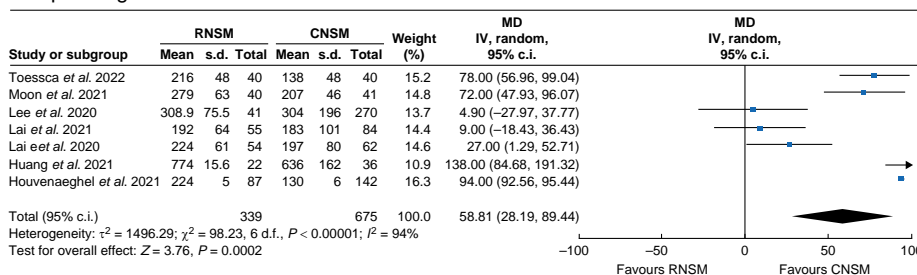 RNSM CNSM MD MD
Weight IV, random, IV, random,
Study or subgroup Mean s.d. Total Mean s.d. Total (%) 95% c.i. 95% c.i.
Toessca et al. 2022 216 48 40 138 48 40 15.2 78.00 (56.96, 99.04)
Moon et al. 2021 279 63 40 207 46 41 14.8 72.00 (47.93, 96.07)
Lee et al. 2020 308.9 75.5 41 304 196 270 13.7 4.90 (−27.97, 37.77)
Lai et al. 2021 192 64 55 183 101 84 14.4 9.00 (−18.43, 36.43)
Lai eet al. 2020 224 61 54 197 80 62 14.6 27.00 (1.29, 52.71)
Huang et al. 2021 774 15.6 22 636 162 36 10.9 138.00 (84.68, 191.32)
Houvenaeghel et al. 2021 224 5 87 130 6 142 16.3 94.00 (92.56, 95.44)
Total (95% c.i.) 339 675 100.0 58.81 (28.19, 89.44)
Heterogeneity: τ² = 1496.29; χ² = 98.23, 6 d.f., P < 0.00001; I² = 94%
Test for overall effect: Z = 3.76, P = 0.0002
−100 −50 0 50 100
Favours RNSM Favours CNSM